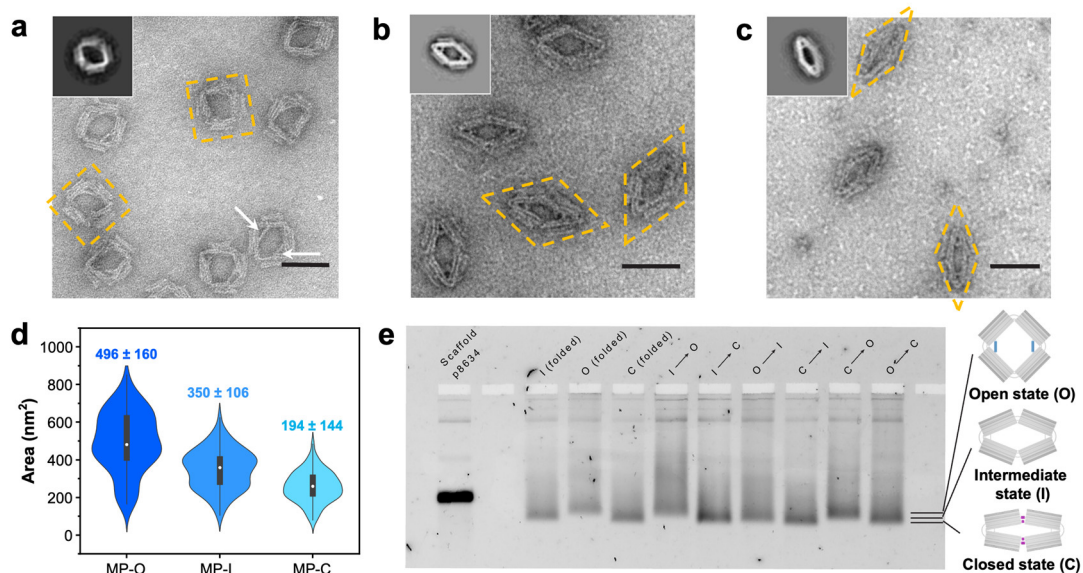 a
b
c
d
1000
800
600
400
200
0
Area (nm²)
496 ± 160
350 ± 106
194 ± 144
MP-O
MP-I
MP-C
e
Scaffold
p8634
I (folded)
O (folded)
C (folded)
I → O
I → C
O → I
C → I
C → O
O → C
Open state (O)
Intermediate
state (I)
Closed state (C)